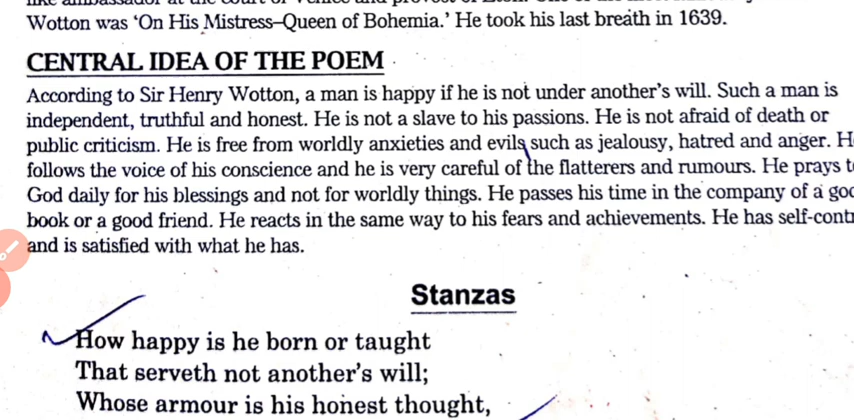 Wotton was 'On His Mistress–Queen of Bohemia.' He took his last breath in 1639.
CENTRAL IDEA OF THE POEM
According to Sir Henry Wotton, a man is happy if he is not under another's will. Such a man is
independent, truthful and honest. He is not a slave to his passions. He is not afraid of death or
public criticism. He is free from worldly anxieties and evils such as jealousy, hatred and anger. H
follows the voice of his conscience and he is very careful of the flatterers and rumours. He prays t
God daily for his blessings and not for worldly things. He passes his time in the company of a goo
book or a good friend. He reacts in the same way to his fears and achievements. He has self-contr
and is satisfied with what he has.
Stanzas
How happy is he born or taught
That serveth not another's will;
Whose armour is his honest thought,